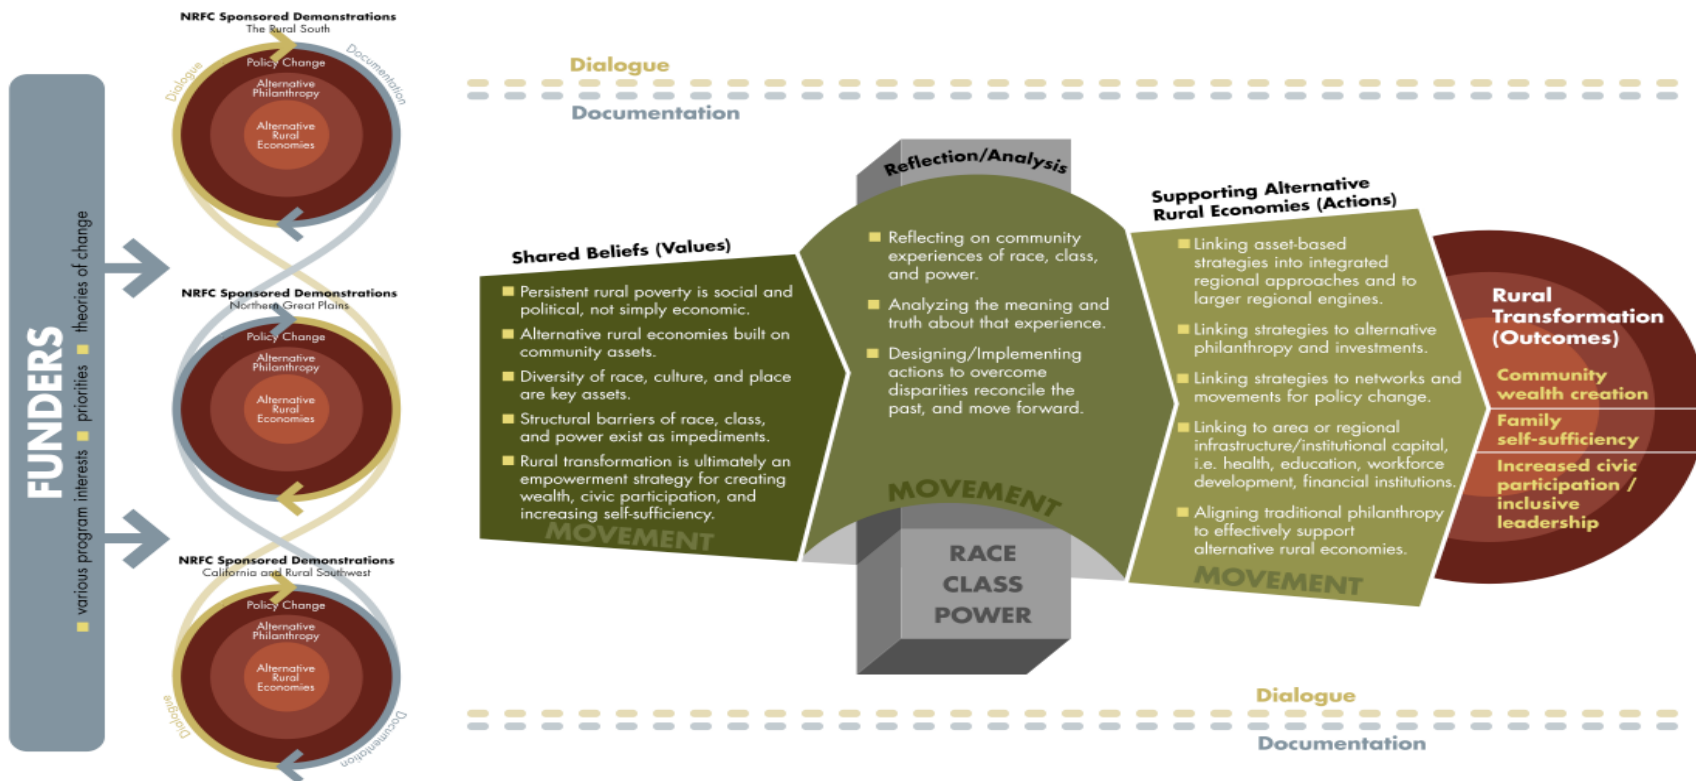 FUNDERS
various program interests ■ priorities ■ theories of change
NRFC Sponsored Demonstrations
The Rural South
Dialogue
Documentation
Policy Change
Alternative
Philanthropy
Alternative
Rural
Economies
NRFC Sponsored Demonstrations
Northern Great Plains
Policy Change
Alternative
Philanthropy
Alternative
Rural
Economies
NRFC Sponsored Demonstrations
California and Rural Southwest
Policy Change
Alternative
Philanthropy
Alternative
Rural
Economies
Dialogue
Documentation
Dialogue
Documentation
Shared Beliefs (Values)
Persistent rural poverty is social and
political, not simply economic.
Alternative rural economies built on
community assets.
Diversity of race, culture, and place
are key assets.
Structural barriers of race, class,
and power exist as impediments.
Rural transformation is ultimately an
empowerment strategy for creating
wealth, civic participation, and
increasing self-sufficiency.
MOVEMENT
Reflection/Analysis
Reflecting on community
experiences of race, class,
and power.
Analyzing the meaning and
truth about that experience.
Designing/Implementing
actions to overcome
disparities reconcile the
past, and move forward.
MOVEMENT
RACE
CLASS
POWER
Supporting Alternative
Rural Economies (Actions)
Linking asset-based
strategies into integrated
regional approaches and to
larger regional engines.
Linking strategies to alternative
philanthropy and investments.
Linking strategies to networks and
movements for policy change.
Linking to area or regional
infrastructure/institutional capital,
i.e. health, education, workforce
development, financial institutions.
Aligning traditional philanthropy
to effectively support
alternative rural economies.
MOVEMENT
Rural
Transformation
(Outcomes)
Community
wealth creation
Family
self-sufficiency
Increased civic
participation /
inclusive
leadership
Dialogue
Documentation